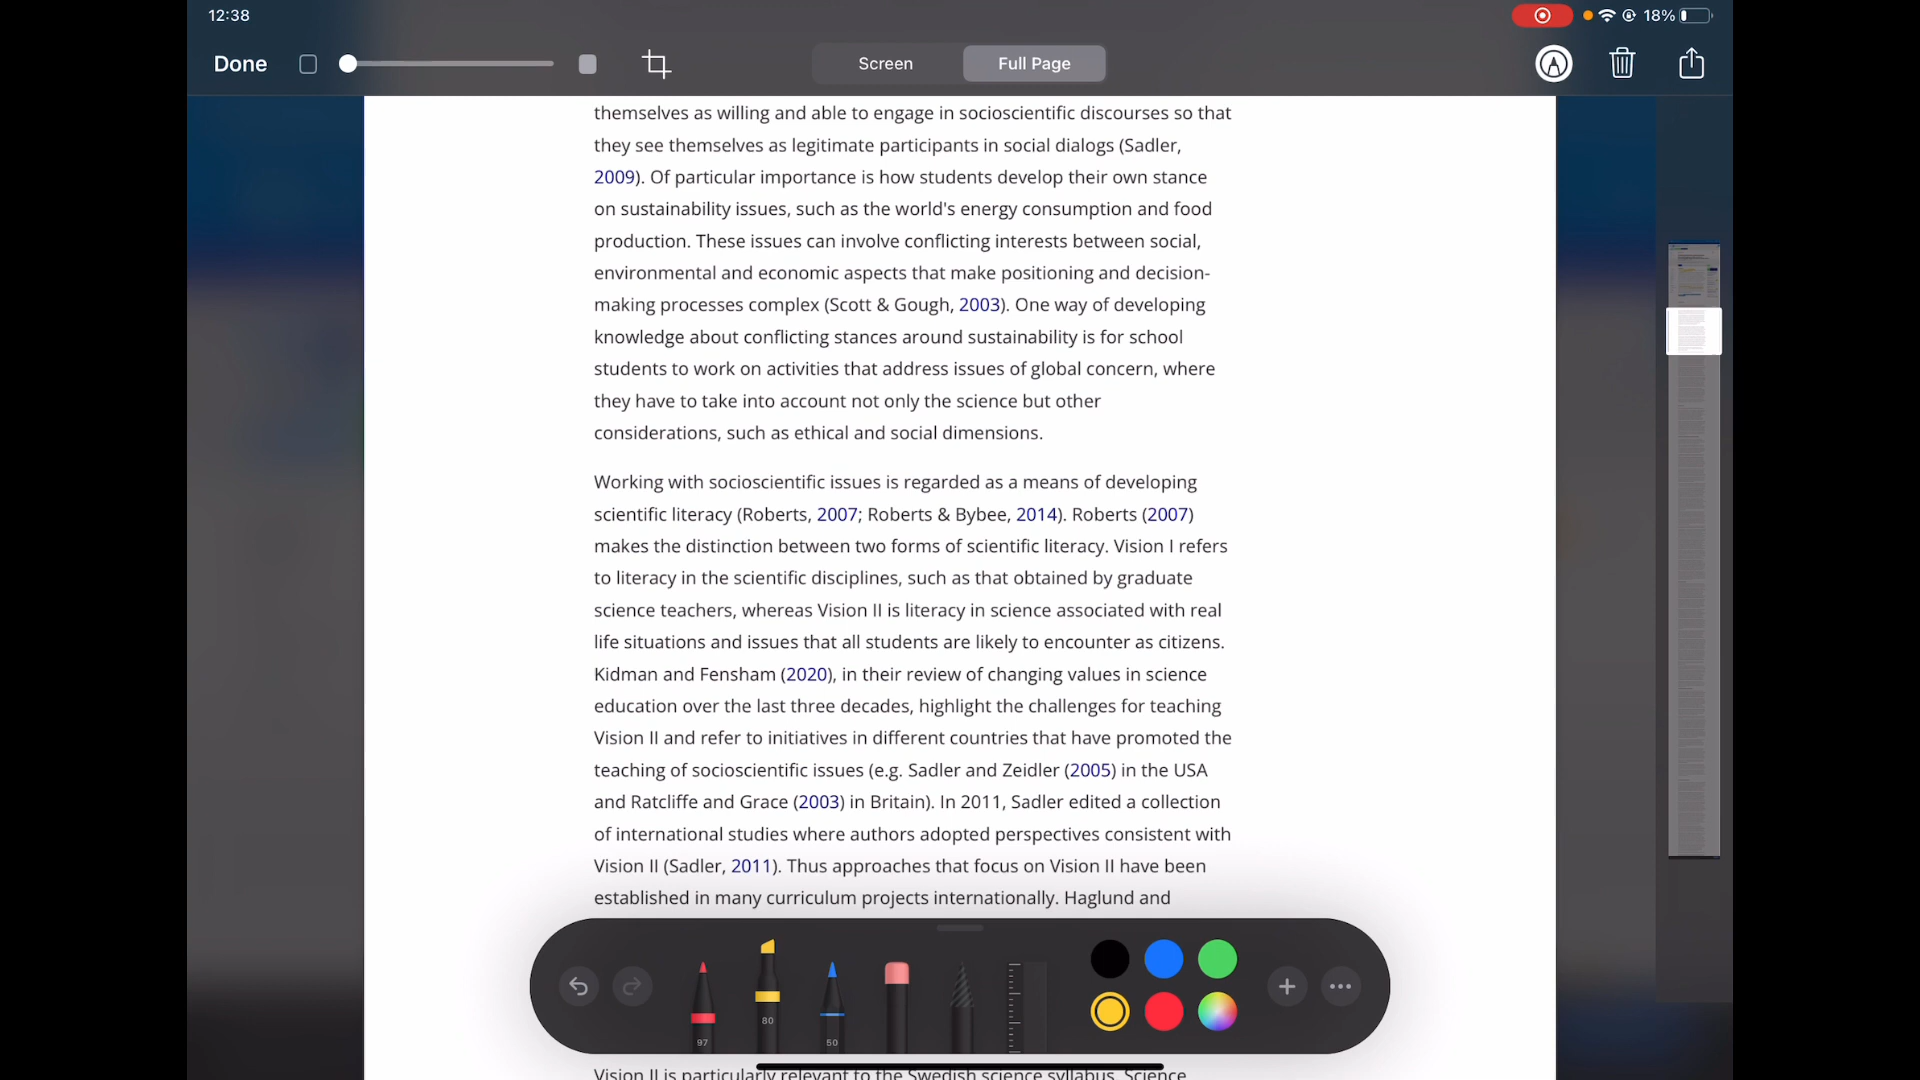 12:38
18%
Done
Screen
Full Page
themselves as willing and able to engage in socioscientific discourses so that
they see themselves as legitimate participants in social dialogs (Sadler,
2009). Of particular importance is how students develop their own stance
on sustainability issues, such as the world's energy consumption and food
production. These issues can involve conflicting interests between social,
environmental and economic aspects that make positioning and decision-
making processes complex (Scott & Gough, 2003). One way of developing
knowledge about conflicting stances around sustainability is for school
students to work on activities that address issues of global concern, where
they have to take into account not only the science but other
considerations, such as ethical and social dimensions.
Working with socioscientific issues is regarded as a means of developing
scientific literacy (Roberts, 2007; Roberts & Bybee, 2014). Roberts (2007)
makes the distinction between two forms of scientific literacy. Vision I refers
to literacy in the scientific disciplines, such as that obtained by graduate
science teachers, whereas Vision II is literacy in science associated with real
life situations and issues that all students are likely to encounter as citizens.
Kidman and Fensham (2020), in their review of changing values in science
education over the last three decades, highlight the challenges for teaching
Vision II and refer to initiatives in different countries that have promoted the
teaching of socioscientific issues (e.g. Sadler and Zeidler (2005) in the USA
and Ratcliffe and Grace (2003) in Britain). In 2011, Sadler edited a collection
of international studies where authors adopted perspectives consistent with
Vision II (Sadler, 2011). Thus approaches that focus on Vision II have been
established in many curriculum projects internationally. Haglund and
97
80
50
Vision II is particularly relevant to the Swedish science syllabus. Science